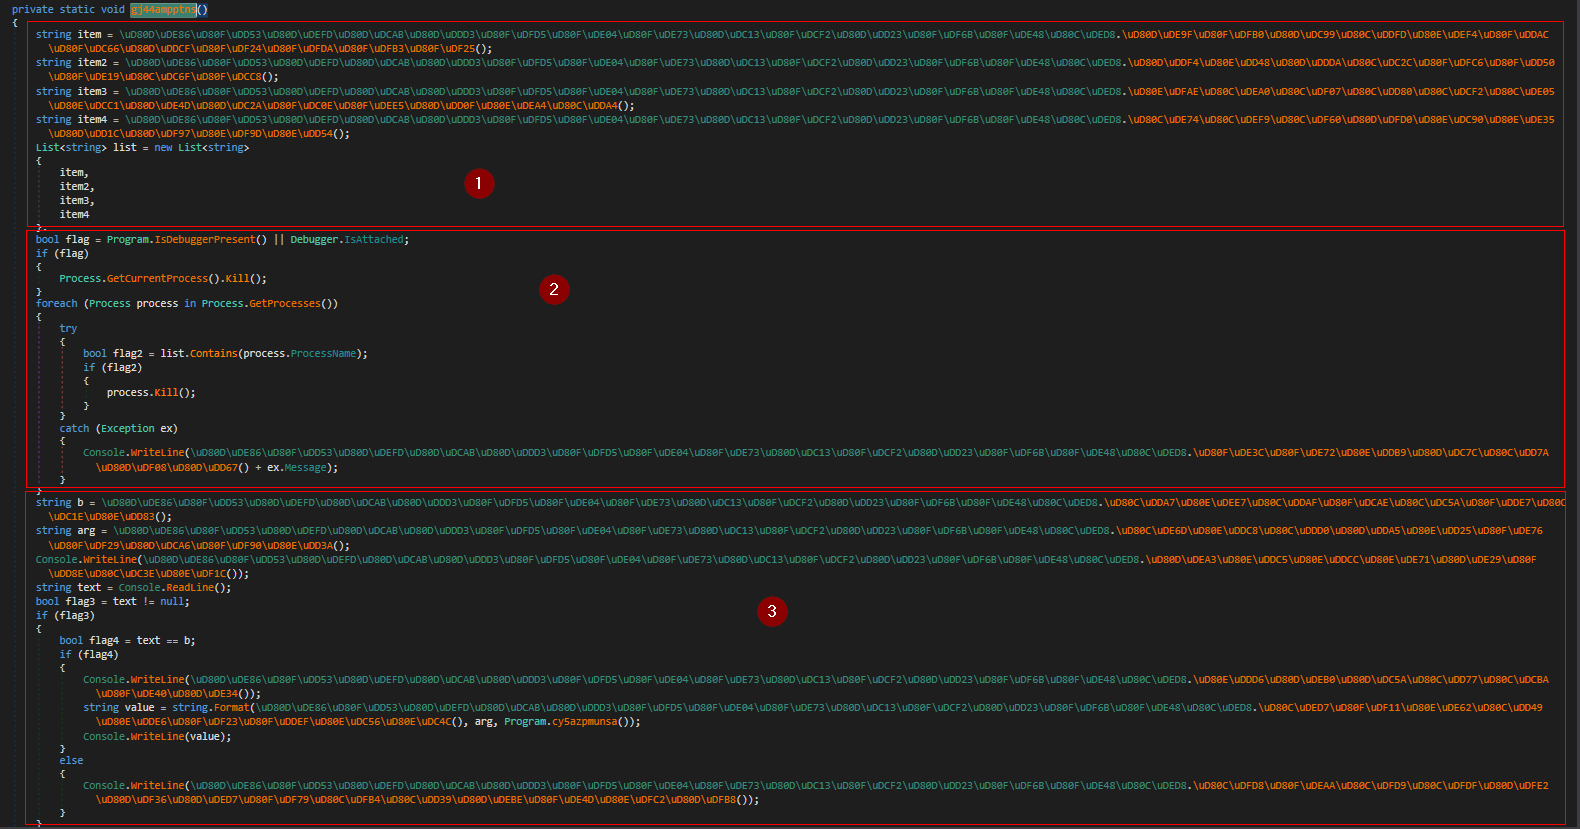 private static void gj44ampptns()
{
string item = \uD80D\uDE86\uD80F\uDD53\uD80D\uDEFD\uD80D\uDCAB\uD80D\uDDD3\uD80F\uDFD5\uD80F\uDE04\uD80F\uDE73\uD80D\uDC13\uD80F\uDCF2\uD80D\uDD23\uD80F\uDF6B\uD80F\uDE48\uD80C\uDED8.\uD80D\uDE9F\uD80F\uDFB0\uD80D\uDC99\uD80C\uDDFD\uD80E\uDEF4\uD80F\uDDAC
\uD80F\uDC66\uD80D\uDDCF\uD80F\uDF24\uD80F\uDFDA\uD80F\uDFB3\uD80F\uDF25();
string item2 = \uD80D\uDE86\uD80F\uDD53\uD80D\uDEFD\uD80D\uDCAB\uD80D\uDDD3\uD80F\uDFD5\uD80F\uDE04\uD80F\uDE73\uD80D\uDC13\uD80F\uDCF2\uD80D\uDD23\uD80F\uDF6B\uD80F\uDE48\uD80C\uDED8.\uD80D\uDDF4\uD80E\uDD48\uD80D\uDDDA\uD80C\uDC2C\uD80F\uDFC6\uD80F\uDD50
\uD80F\uDE19\uD80C\uDC6F\uD80F\uDCC8();
string item3 = \uD80D\uDE86\uD80F\uDD53\uD80D\uDEFD\uD80D\uDCAB\uD80D\uDDD3\uD80F\uDFD5\uD80F\uDE04\uD80F\uDE73\uD80D\uDC13\uD80F\uDCF2\uD80D\uDD23\uD80F\uDF6B\uD80F\uDE48\uD80C\uDED8.\uD80E\uDFAE\uD80C\uDEA0\uD80C\uDF07\uD80C\uDD80\uD80C\uDCF2\uD80C\uDE05
\uD80E\uDCC1\uD80D\uDE4D\uD80D\uDC2A\uD80F\uDC0E\uD80F\uDEE5\uD80D\uDD0F\uD80E\uDEA4\uD80C\uDDA4();
string item4 = \uD80D\uDE86\uD80F\uDD53\uD80D\uDEFD\uD80D\uDCAB\uD80D\uDDD3\uD80F\uDFD5\uD80F\uDE04\uD80F\uDE73\uD80D\uDC13\uD80F\uDCF2\uD80D\uDD23\uD80F\uDF6B\uD80F\uDE48\uD80C\uDED8.\uD80C\uDE74\uD80C\uDEF9\uD80C\uDF60\uD80D\uDFD0\uD80E\uDC90\uD80E\uDE35
\uD80D\uDD1C\uD80D\uDF97\uD80E\uDF9D\uD80E\uDD54();
List<string> list = new List<string>
{
item,
item2,
item3,
item4
};
1
bool flag = Program.IsDebuggerPresent() || Debugger.IsAttached;
if (flag)
{
Process.GetCurrentProcess().Kill();
}
2
foreach (Process process in Process.GetProcesses())
{
try
{
bool flag2 = list.Contains(process.ProcessName);
if (flag2)
{
process.Kill();
}
}
catch (Exception ex)
{
Console.WriteLine(\uD80D\uDE86\uD80F\uDD53\uD80D\uDEFD\uD80D\uDCAB\uD80D\uDDD3\uD80F\uDFD5\uD80F\uDE04\uD80F\uDE73\uD80D\uDC13\uD80F\uDCF2\uD80D\uDD23\uD80F\uDF6B\uD80F\uDE48\uD80C\uDED8.\uD80F\uDE3C\uD80F\uDE72\uD80E\uDDB9\uD80D\uDC7C\uD80C\uDD7A
\uD80D\uDF08\uD80D\uDD67() + ex.Message);
}
}
string b = \uD80D\uDE86\uD80F\uDD53\uD80D\uDEFD\uD80D\uDCAB\uD80D\uDDD3\uD80F\uDFD5\uD80F\uDE04\uD80F\uDE73\uD80D\uDC13\uD80F\uDCF2\uD80D\uDD23\uD80F\uDF6B\uD80F\uDE48\uD80C\uDED8.\uD80C\uDDA7\uD80E\uDEE7\uD80C\uDDAF\uD80F\uDCAE\uD80C\uDC5A\uD80F\uDDE7\uD80C
\uDC1E\uD80E\uDD83();
string arg = \uD80D\uDE86\uD80F\uDD53\uD80D\uDEFD\uD80D\uDCAB\uD80D\uDDD3\uD80F\uDFD5\uD80F\uDE04\uD80F\uDE73\uD80D\uDC13\uD80F\uDCF2\uD80D\uDD23\uD80F\uDF6B\uD80F\uDE48\uD80C\uDED8.\uD80C\uDE6D\uD80E\uDDC8\uD80C\uDDD0\uD80D\uDDA5\uD80E\uDD25\uD80F\uDE76
\uD80F\uDF29\uD80D\uDCA6\uD80F\uDF90\uD80E\uDD3A();
Console.WriteLine(\uD80D\uDE86\uD80F\uDD53\uD80D\uDEFD\uD80D\uDCAB\uD80D\uDDD3\uD80F\uDFD5\uD80F\uDE04\uD80F\uDE73\uD80D\uDC13\uD80F\uDCF2\uD80D\uDD23\uD80F\uDF6B\uD80F\uDE48\uD80C\uDED8.\uD80D\uDEA3\uD80E\uDDC5\uD80E\uDDCC\uD80E\uDE71\uD80D\uDE29\uD80F
\uDD8E\uD80C\uDC3E\uD80E\uDF1C());
string text = Console.ReadLine();
bool flag3 = text != null;
if (flag3)
3
{
bool flag4 = text == b;
if (flag4)
{
Console.WriteLine(\uD80D\uDE86\uD80F\uDD53\uD80D\uDEFD\uD80D\uDCAB\uD80D\uDDD3\uD80F\uDFD5\uD80F\uDE04\uD80F\uDE73\uD80D\uDC13\uD80F\uDCF2\uD80D\uDD23\uD80F\uDF6B\uD80F\uDE48\uD80C\uDED8.\uD80E\uDDD6\uD80D\uDEB0\uD80D\uDC5A\uD80C\uDD77\uD80C\uDCBA
\uD80F\uDE40\uD80D\uDE34());
string value = string.Format(\uD80D\uDE86\uD80F\uDD53\uD80D\uDEFD\uD80D\uDCAB\uD80D\uDDD3\uD80F\uDFD5\uD80F\uDE04\uD80F\uDE73\uD80D\uDC13\uD80F\uDCF2\uD80D\uDD23\uD80F\uDF6B\uD80F\uDE48\uD80C\uDED8.\uD80C\uDED7\uD80F\uDF11\uD80E\uDE62\uD80C\uDD49
\uD80E\uDDE6\uD80F\uDF23\uD80F\uDDEF\uD80E\uDC56\uD80E\uDC4C(), arg, Program.cy5azpmunsa());
Console.WriteLine(value);
}
else
{
Console.WriteLine(\uD80D\uDE86\uD80F\uDD53\uD80D\uDEFD\uD80D\uDCAB\uD80D\uDDD3\uD80F\uDFD5\uD80F\uDE04\uD80F\uDE73\uD80D\uDC13\uD80F\uDCF2\uD80D\uDD23\uD80F\uDF6B\uD80F\uDE48\uD80C\uDED8.\uD80C\uDFD8\uD80F\uDEAA\uD80C\uDFD9\uD80C\uDFDF\uD80D\uDFE2
\uD80D\uDF36\uD80D\uDED7\uD80F\uDF79\uD80C\uDFB4\uD80C\uDD39\uD80D\uDEBE\uD80F\uDE4D\uD80E\uDFC2\uD80D\uDFB8());
}
}